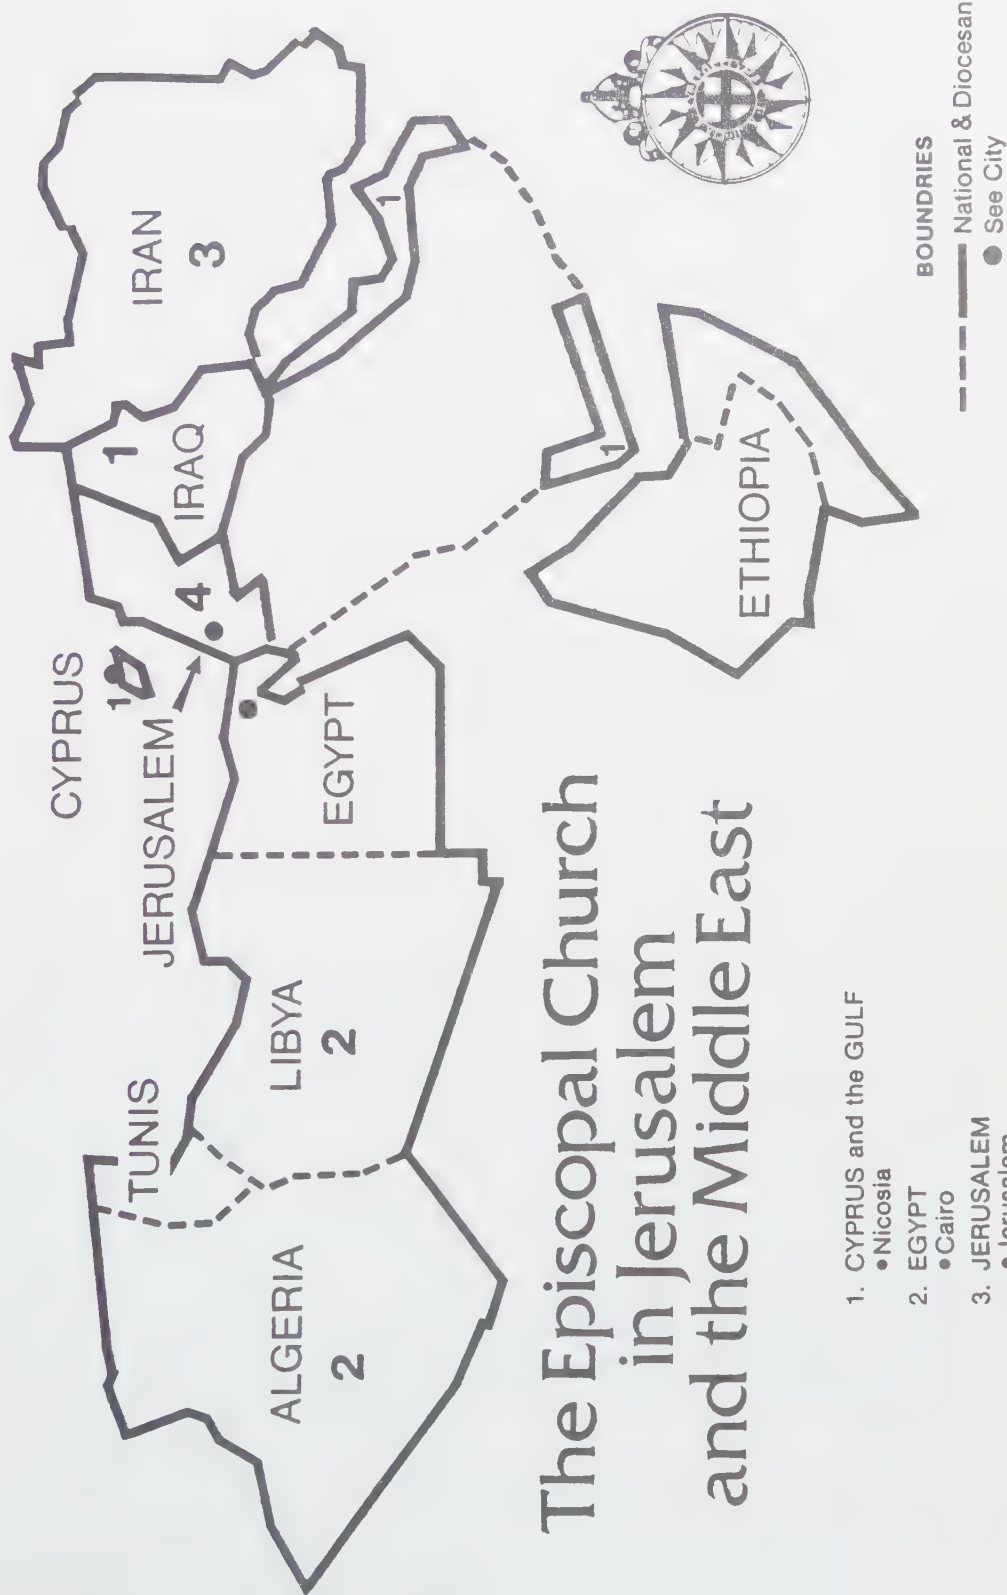 CYPRUS
1
JERUSALEM
TUNIS
4
1
IRAQ
IRAN
3
1
1
ALGERIA
2
LIBYA
2
EGYPT
ETHIOPIA
The Episcopal Church
in Jerusalem
and the Middle East
1. CYPRUS and the GULF
•Nicosia
2. EGYPT
•Cairo
3. JERUSALEM
•Jerusalem
BOUNDRIES
National & Diocesan
See City